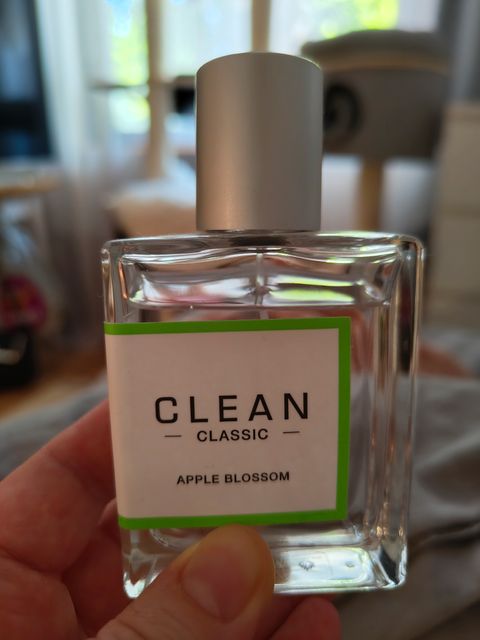 CLEAN
— CLASSIC —
APPLE BLOSSOM